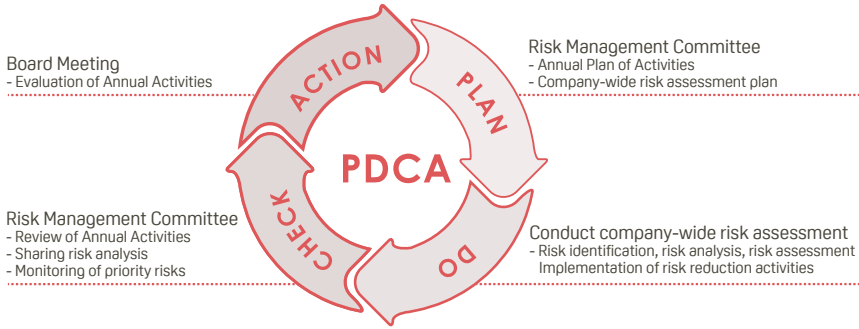 Board Meeting
- Evaluation of Annual Activities
ACTION
Risk Management Committee
- Annual Plan of Activities
- Company-wide risk assessment plan
PLAN
PDCA
Risk Management Committee
- Review of Annual Activities
- Sharing risk analysis
- Monitoring of priority risks
CHECK
DO
Conduct company-wide risk assessment
- Risk identification, risk analysis, risk assessment
Implementation of risk reduction activities